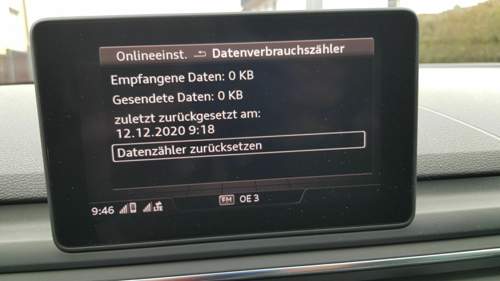 Onlineeinst. Datenverbrauchszähler
Empfangene Daten: 0 KB
Gesendete Daten: 0 KB
zuletzt zurückgesetzt am:
12.12.2020 9:18
Datenzähler zurücksetzen
9:46 LTE FM OE 3